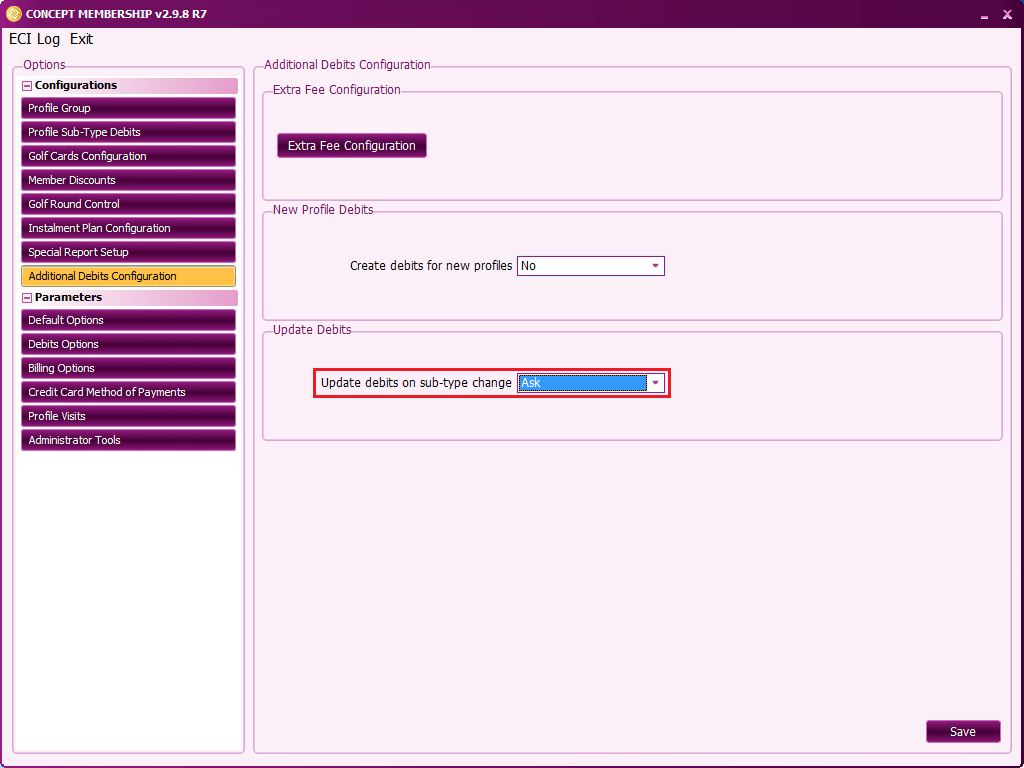 CONCEPT MEMBERSHIP v2.9.8 R7
ECI Log Exit
Options
Configurations
Profile Group
Profile Sub-Type Debits
Golf Cards Configuration
Member Discounts
Golf Round Control
Instalment Plan Configuration
Special Report Setup
Additional Debits Configuration
Parameters
Default Options
Debits Options
Billing Options
Credit Card Method of Payments
Profile Visits
Administrator Tools
Additional Debits Configuration
Extra Fee Configuration
Extra Fee Configuration
New Profile Debits
Create debits for new profiles No
Update Debits
Update debits on sub-type change Ask
Save